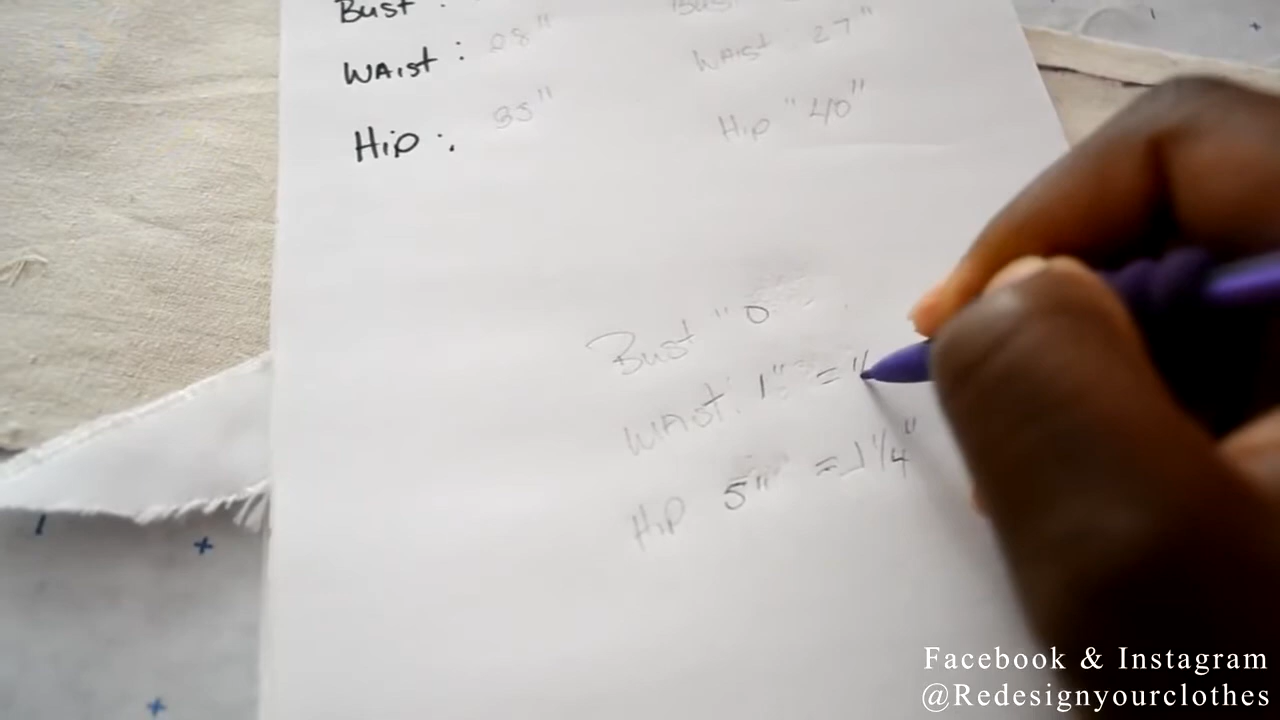 Bust :
Waist : 28"
Waist 27"
Hip : 35"
Hip " 40"
Bust " 0
Waist : 1" = 1/
Hip 5" = 1 1/4"
Facebook & Instagram
@Redesignyourclothes